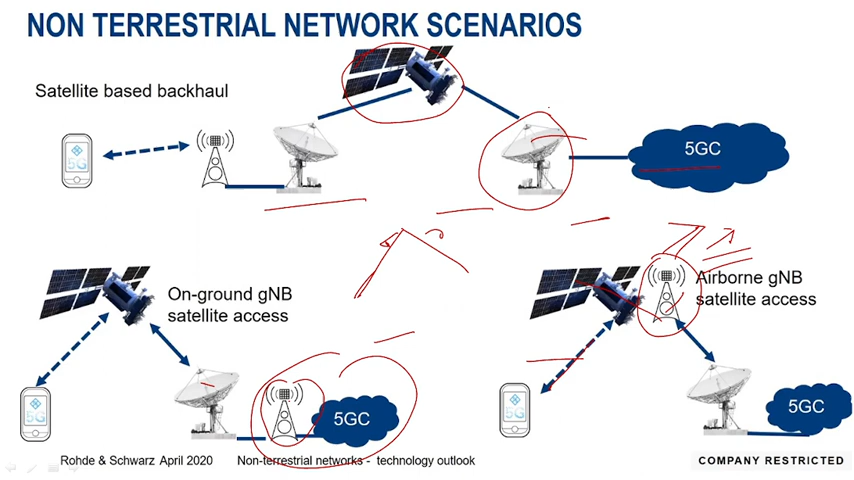 NON TERRESTRIAL NETWORK SCENARIOS
Satellite based backhaul
5G
5GC
On-ground gNB
satellite access
Airborne gNB
satellite access
5G
5GC
5G
5GC
Rohde & Schwarz April 2020 Non-terrestrial networks - technology outlook
COMPANY RESTRICTED